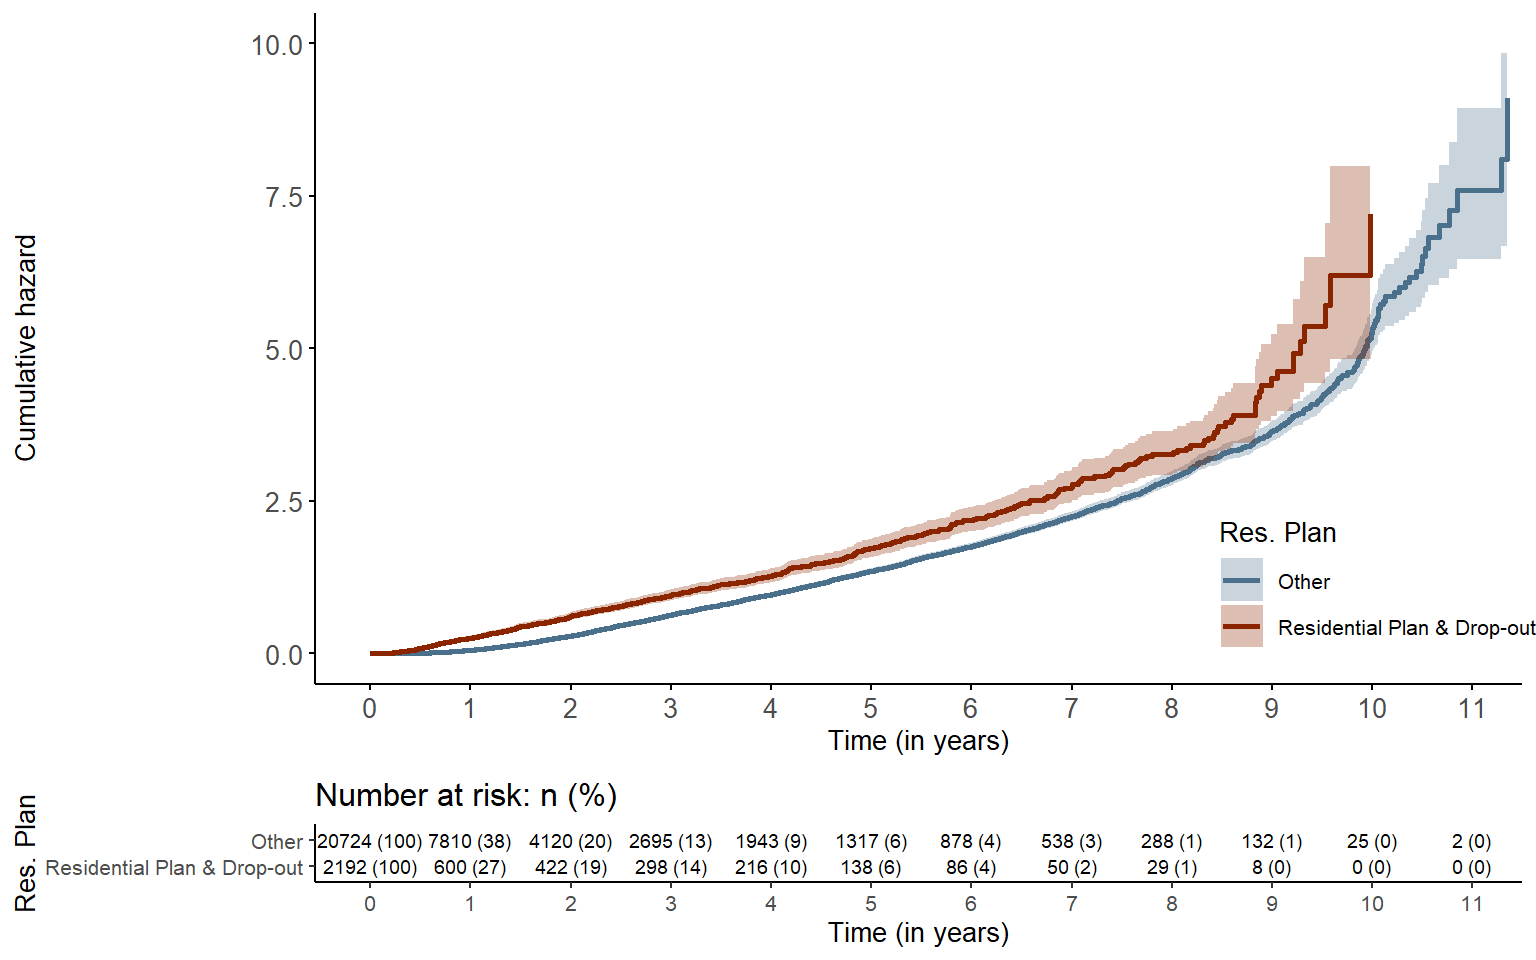 10.0
7.5
5.0
2.5
0.0
Cumulative hazard
Res. Plan
Other
Residential Plan & Drop-out
0 1 2 3 4 5 6 7 8 9 10 11
Time (in years)
Number at risk: n (%)
Res. Plan
Other 20724 (100) 7810 (38) 4120 (20) 2695 (13) 1943 (9) 1317 (6) 878 (4) 538 (3) 288 (1) 132 (1) 25 (0) 2 (0)
Residential Plan & Drop-out 2192 (100) 600 (27) 422 (19) 298 (14) 216 (10) 138 (6) 86 (4) 50 (2) 29 (1) 8 (0) 0 (0) 0 (0)
0 1 2 3 4 5 6 7 8 9 10 11
Time (in years)